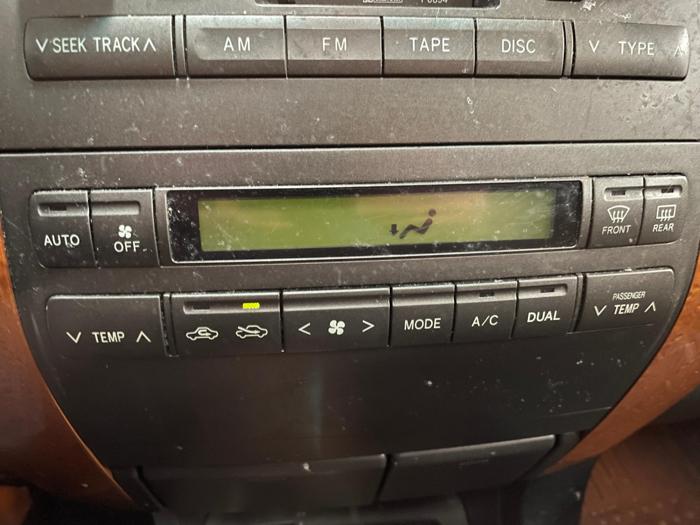 ∨ SEEK TRACK ∧ AM FM TAPE DISC ∨ TYPE ∧
AUTO OFF FRONT REAR
PASSENGER
∨ TEMP ∧ < > MODE A/C DUAL ∨ TEMP ∧